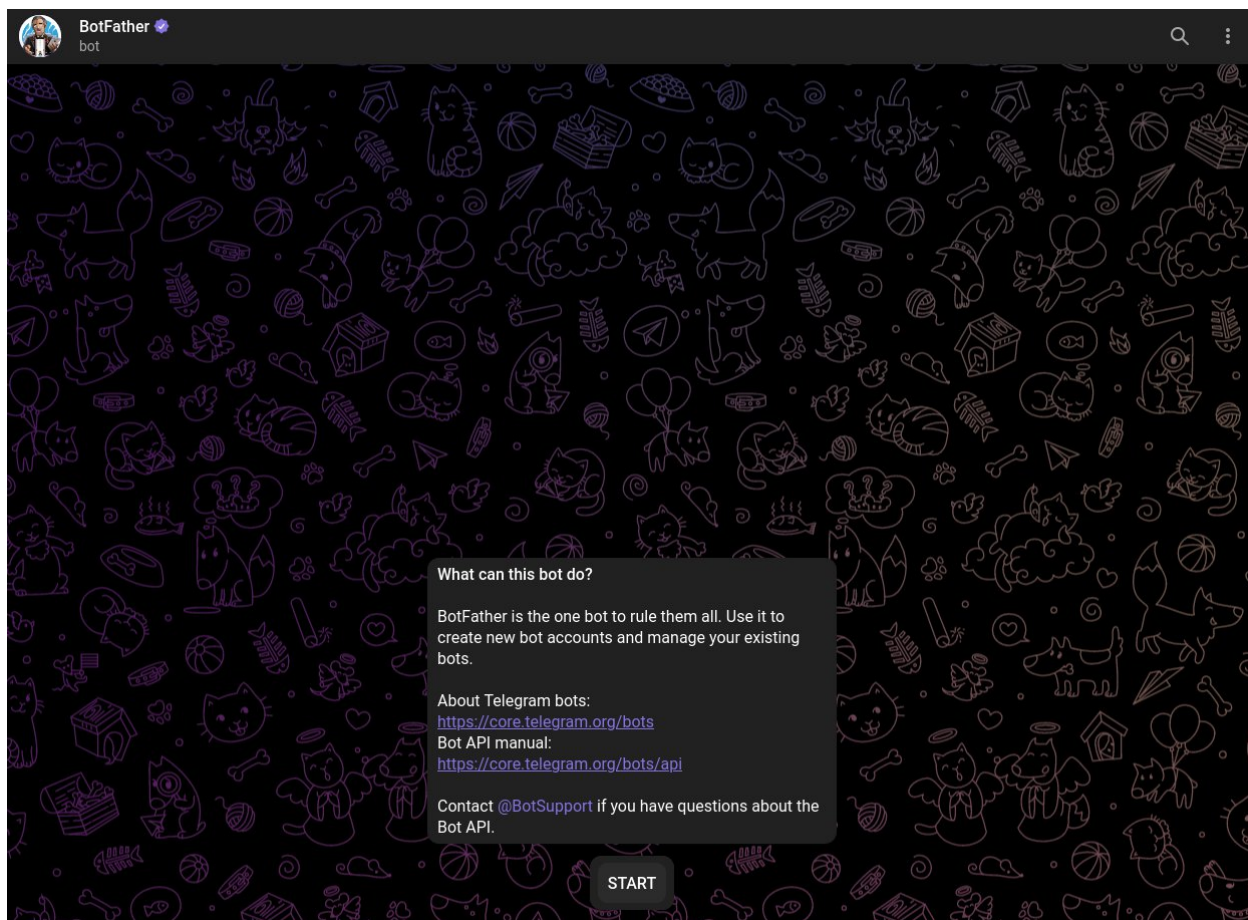 BotFather
bot
What can this bot do?
BotFather is the one bot to rule them all. Use it to
create new bot accounts and manage your existing
bots.
About Telegram bots:
https://core.telegram.org/bots
Bot API manual:
https://core.telegram.org/bots/api
Contact @BotSupport if you have questions about the
Bot API.
START